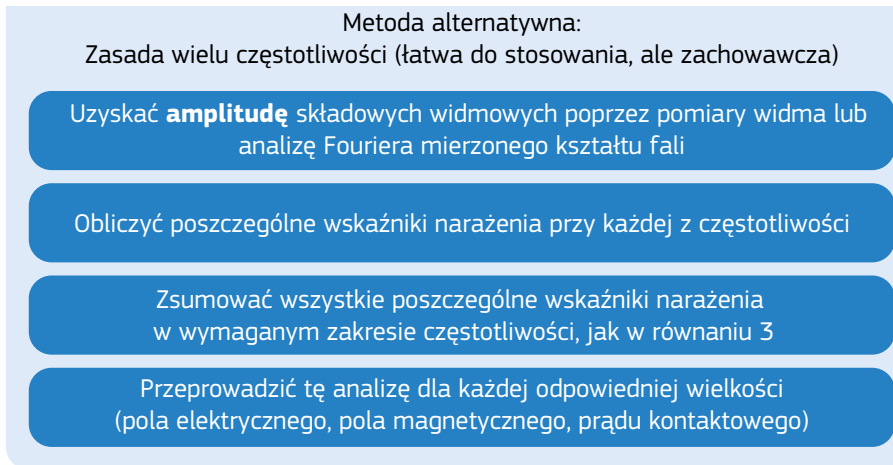 Metoda alternatywna:
Zasada wielu częstotliwości (łatwa do stosowania, ale zachowawcza)
Uzyskać amplitudę składowych widmowych poprzez pomiary widma lub
analizę Fouriera mierzonego kształtu fali
Obliczyć poszczególne wskaźniki narażenia przy każdej z częstotliwości
Zsumować wszystkie poszczególne wskaźniki narażenia
w wymaganym zakresie częstotliwości, jak w równaniu 3
Przeprowadzić tę analizę dla każdej odpowiedniej wielkości
(pola elektrycznego, pola magnetycznego, prądu kontaktowego)